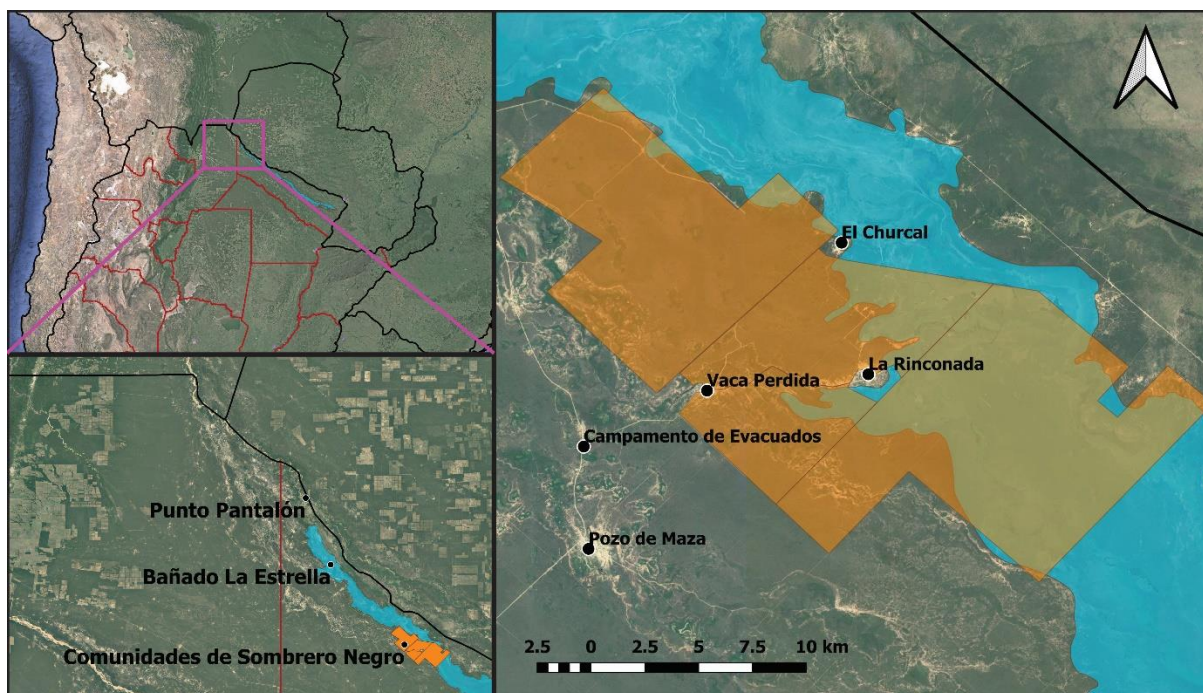 Punto Pantalón
Bañado La Estrella
Comunidades de Sombrero Negro
El Churcal
La Rinconada
Vaca Perdida
Campamento de Evacuados
Pozo de Maza
2.5 0 2.5 5 7.5 10 km